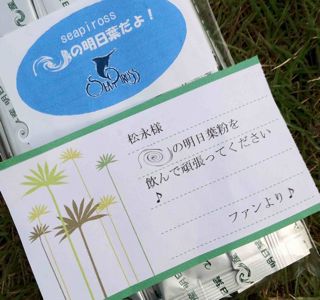 seapiross
の明日葉だよ!
SEAPIROSS
松永様
の明日葉粉を
飲んで頑張ってください
♪
ファンより♪